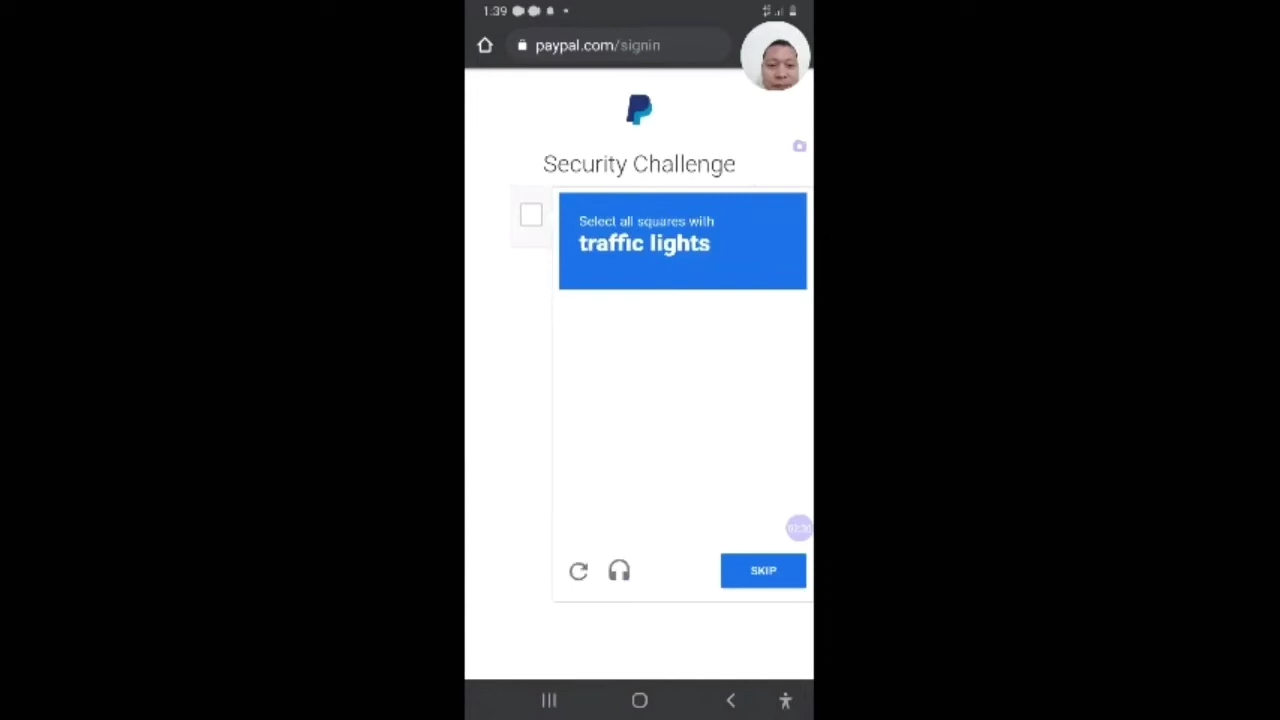 1:39
paypal.com/signin
Security Challenge
Select all squares with
traffic lights
SKIP